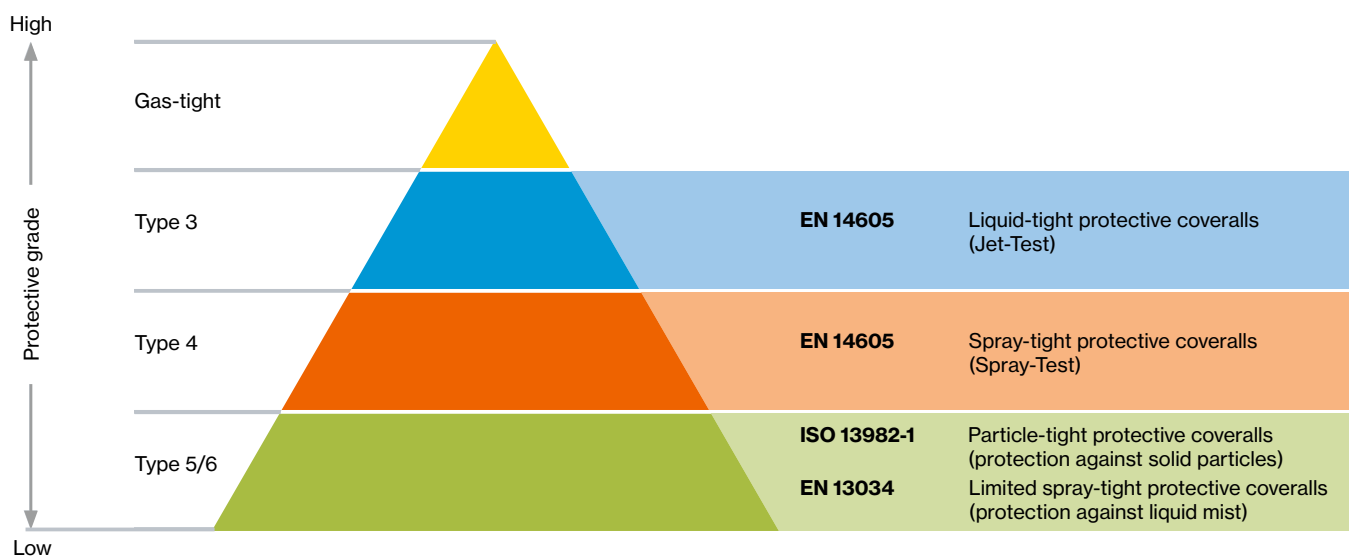 High
Protective grade
Low
Gas-tight
Type 3
EN 14605
Liquid-tight protective coveralls
(Jet-Test)
Type 4
EN 14605
Spray-tight protective coveralls
(Spray-Test)
Type 5/6
ISO 13982-1
Particle-tight protective coveralls
(protection against solid particles)
EN 13034
Limited spray-tight protective coveralls
(protection against liquid mist)